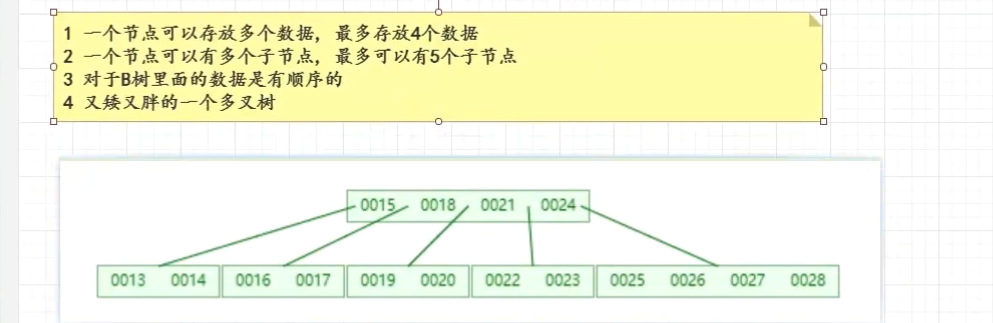 1 一个节点可以存放多个数据，最多存放4个数据
2 一个节点可以有多个子节点，最多可以有5个子节点
3 对于B树里面的数据是有顺序的
4 又矮又胖的一个多叉树
0015 0018 0021 0024
0013 0014 0016 0017 0019 0020 0022 0023 0025 0026 0027 0028